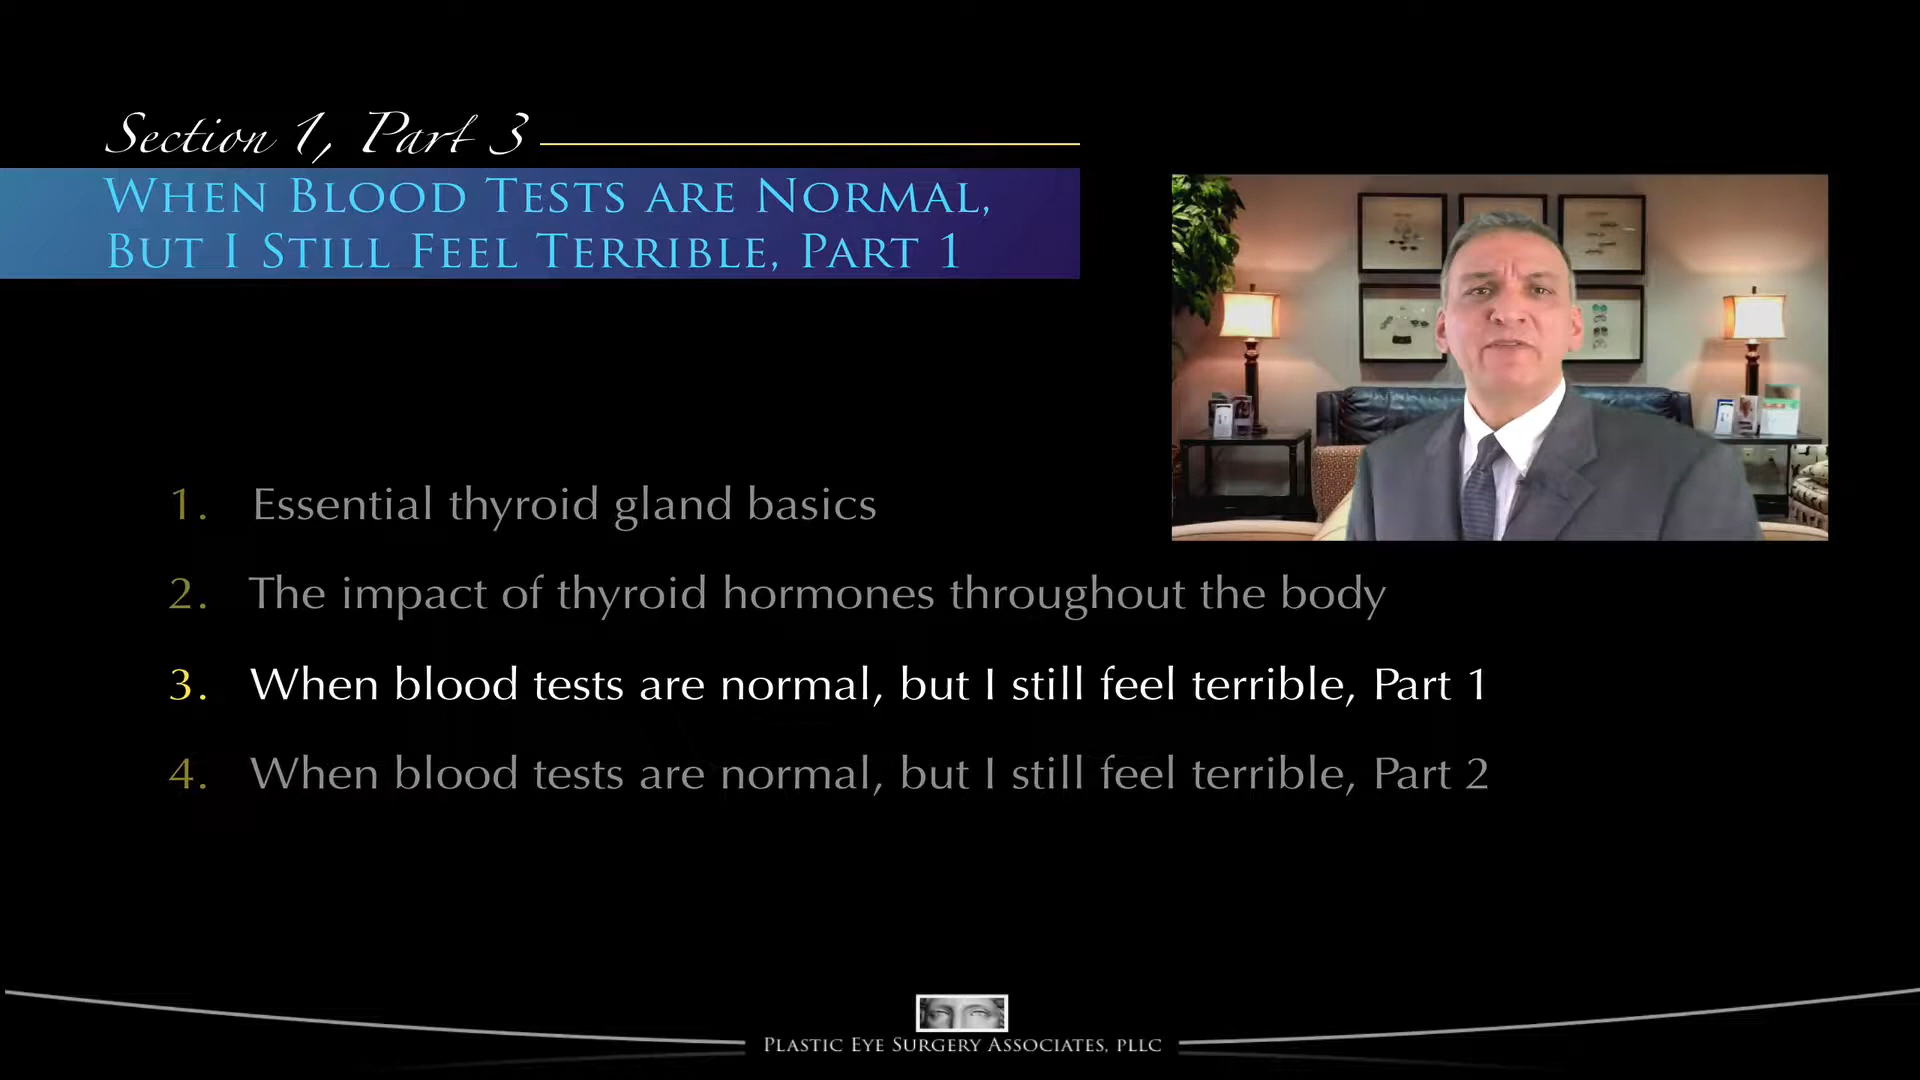 Section 1, Part 3
When Blood Tests are Normal,
But I Still Feel Terrible, Part 1
1. Essential thyroid gland basics
2. The impact of thyroid hormones throughout the body
3. When blood tests are normal, but I still feel terrible, Part 1
4. When blood tests are normal, but I still feel terrible, Part 2
Plastic Eye Surgery Associates, PLLC